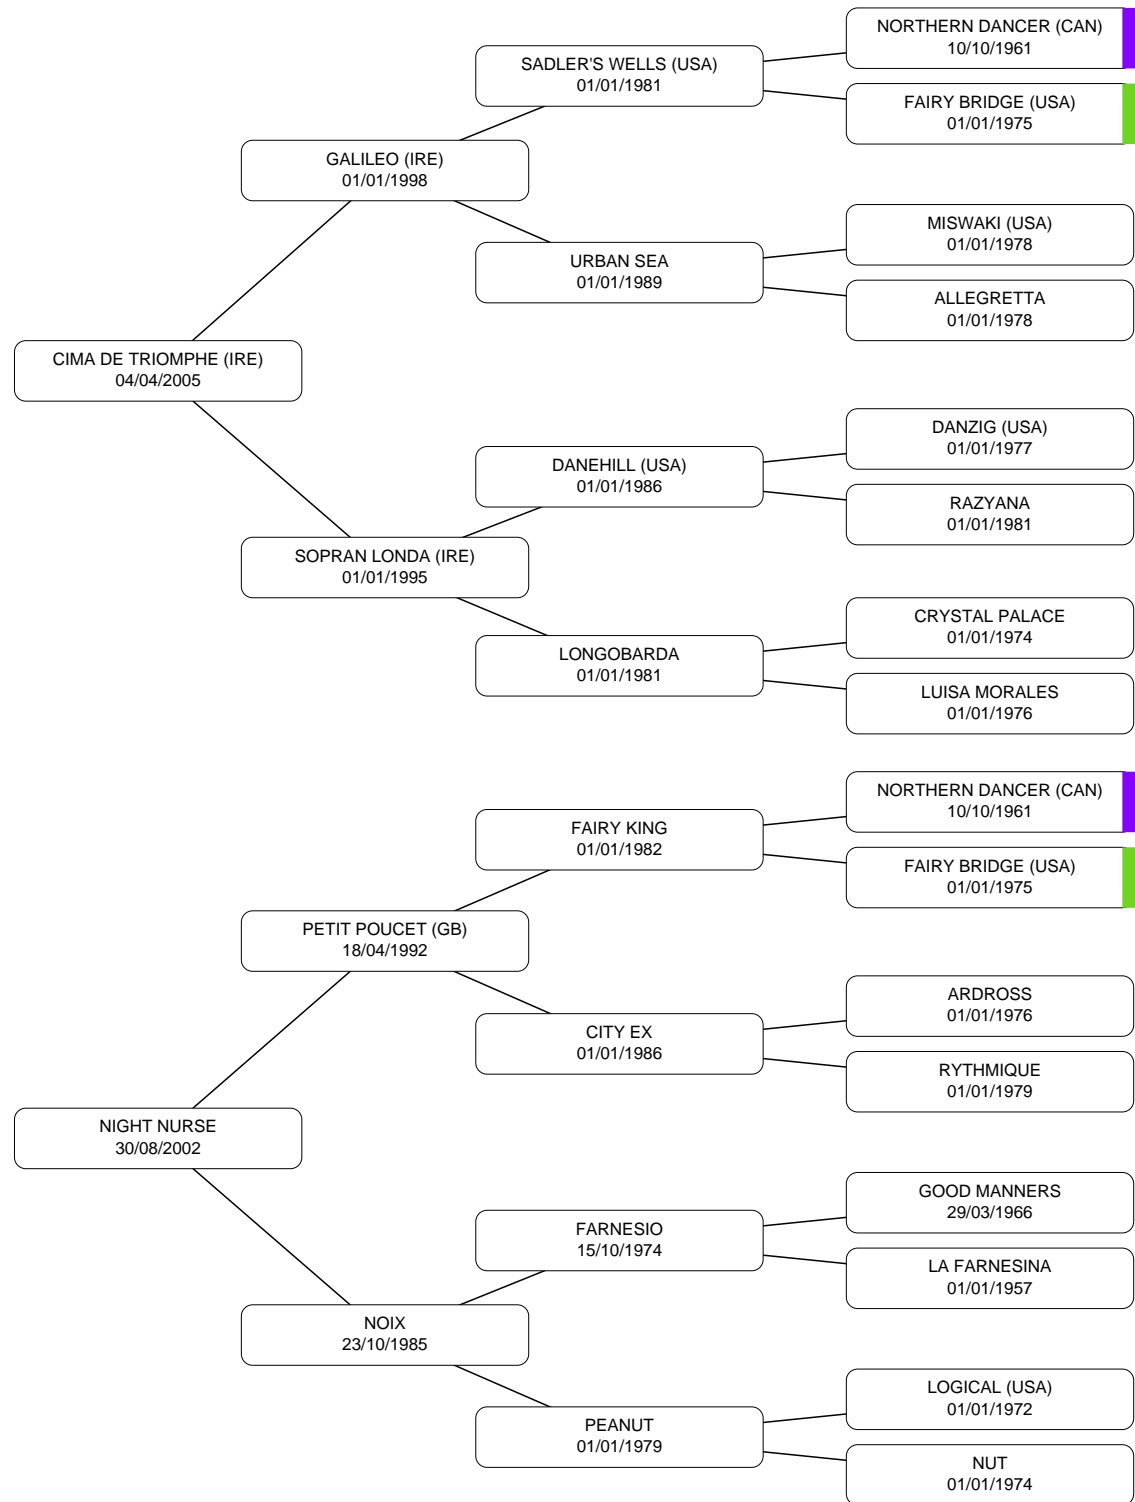 NORTHERN DANCER (CAN)
10/10/1961
SADLER'S WELLS (USA)
01/01/1981
FAIRY BRIDGE (USA)
01/01/1975
GALILEO (IRE)
01/01/1998
MISWAKI (USA)
01/01/1978
URBAN SEA
01/01/1989
ALLEGRETTA
01/01/1978
CIMA DE TRIOMPHE (IRE)
04/04/2005
DANZIG (USA)
01/01/1977
DANEHILL (USA)
01/01/1986
RAZYANA
01/01/1981
SOPRAN LONDA (IRE)
01/01/1995
CRYSTAL PALACE
01/01/1974
LONGOBARDA
01/01/1981
LUISA MORALES
01/01/1976
NORTHERN DANCER (CAN)
10/10/1961
FAIRY KING
01/01/1982
FAIRY BRIDGE (USA)
01/01/1975
PETIT POUCET (GB)
18/04/1992
ARDROSS
01/01/1976
CITY EX
01/01/1986
RYTHMIQUE
01/01/1979
NIGHT NURSE
30/08/2002
GOOD MANNERS
29/03/1966
FARNESIO
15/10/1974
LA FARNESINA
01/01/1957
NOIX
23/10/1985
LOGICAL (USA)
01/01/1972
PEANUT
01/01/1979
NUT
01/01/1974